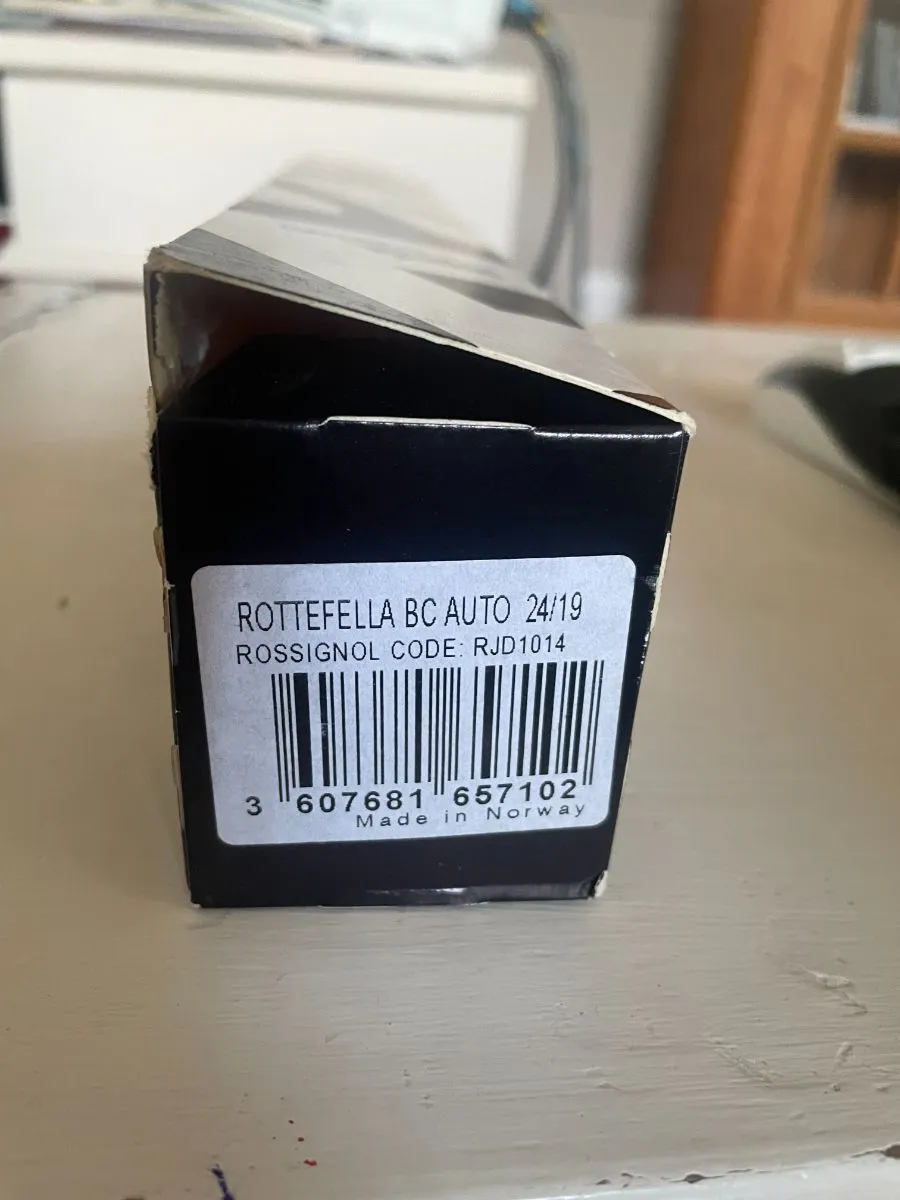 ROTTEFELLA BC AUTO 24/19
ROSSIGNOL CODE: RJD1014
3 607681 657102
Made in Norway